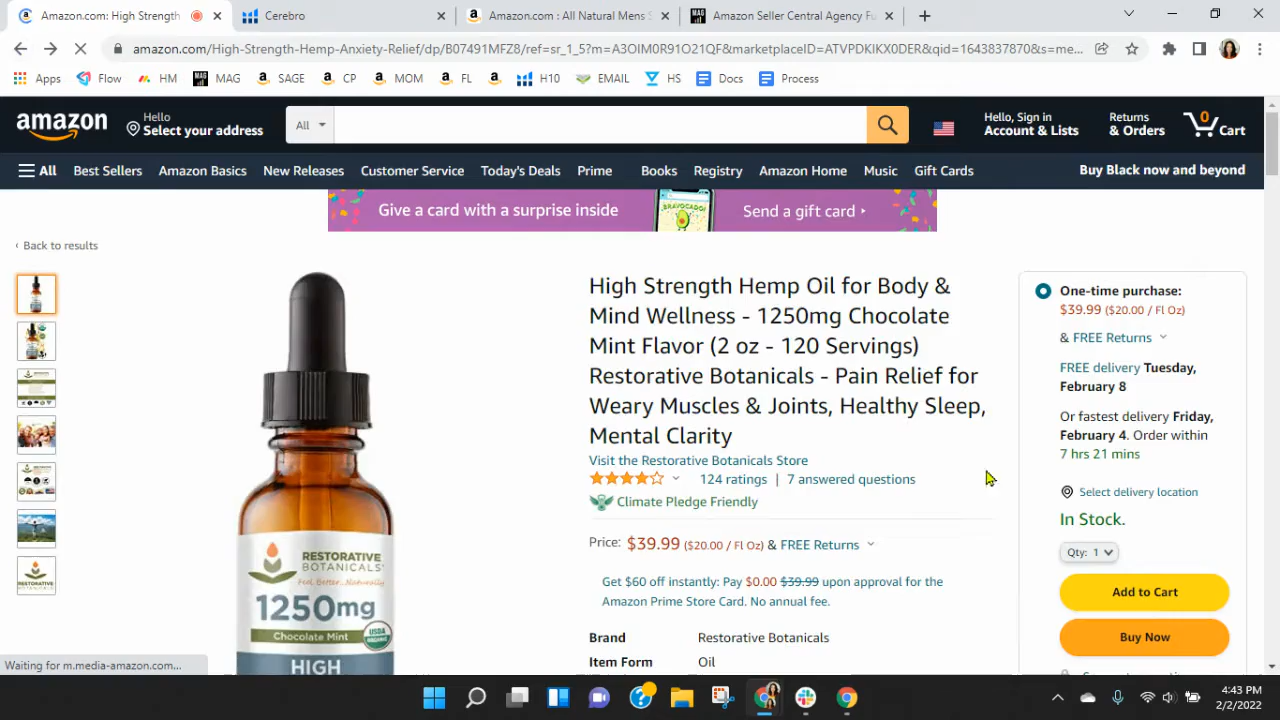 Amazon.com: High Strength
Cerebro
Amazon.com : All Natural Mens S
Amazon Seller Central Agency Fu
amazon.com/High-Strength-Hemp-Anxiety-Relief/dp/B07491MFZ8/ref=sr_1_5?m=A3OIM0R91O21QF&marketplaceID=ATVPDKIKX0DER&qid=1643837870&s=me...
Apps
Flow
HM
MAG
SAGE
CP
MOM
FL
H10
EMAIL
HS
Docs
Process
amazon
Hello
Select your address
All
Hello, Sign in
Account & Lists
Returns
& Orders
0
Cart
All
Best Sellers
Amazon Basics
New Releases
Customer Service
Today's Deals
Prime
Books
Registry
Amazon Home
Music
Gift Cards
Buy Black now and beyond
Give a card with a surprise inside
BRAVOCADO!
Send a gift card ›
‹ Back to results
High Strength Hemp Oil for Body &
Mind Wellness - 1250mg Chocolate
Mint Flavor (2 oz - 120 Servings)
Restorative Botanicals - Pain Relief for
Weary Muscles & Joints, Healthy Sleep,
Mental Clarity
Visit the Restorative Botanicals Store
124 ratings | 7 answered questions
Climate Pledge Friendly
Price: $39.99 ($20.00 / Fl Oz) & FREE Returns
Get $60 off instantly: Pay $0.00 $39.99 upon approval for the
Amazon Prime Store Card. No annual fee.
Brand Restorative Botanicals
Item Form Oil
RESTORATIVE
BOTANICALS
Feel Better...Naturally
1250mg
Chocolate Mint
USDA
ORGANIC
HIGH
One-time purchase:
$39.99 ($20.00 / Fl Oz)
& FREE Returns
FREE delivery Tuesday,
February 8
Or fastest delivery Friday,
February 4. Order within
7 hrs 21 mins
Select delivery location
In Stock.
Qty: 1
Add to Cart
Buy Now
Waiting for m.media-amazon.com...
4:43 PM
2/2/2022